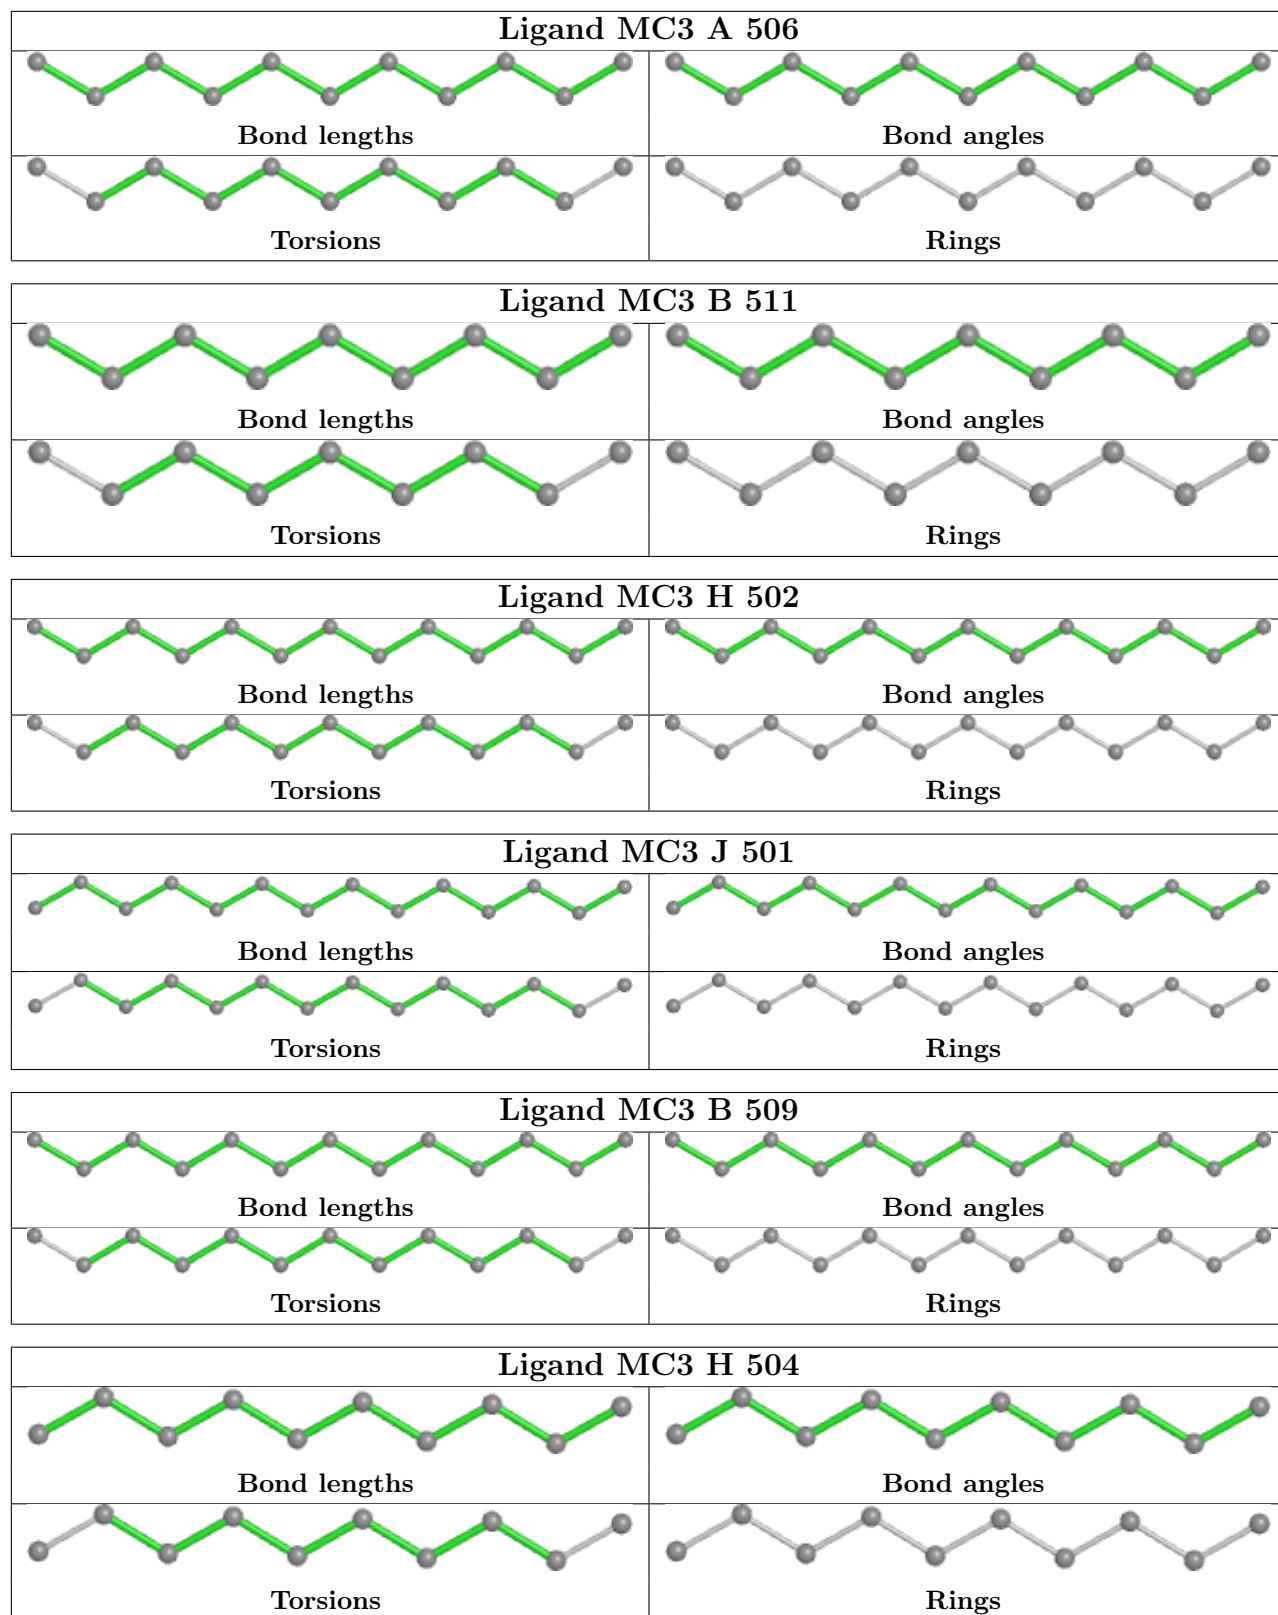 Ligand MC3 A 506
Bond lengths
Bond angles
Torsions
Rings
Ligand MC3 B 511
Bond lengths
Bond angles
Torsions
Rings
Ligand MC3 H 502
Bond lengths
Bond angles
Torsions
Rings
Ligand MC3 J 501
Bond lengths
Bond angles
Torsions
Rings
Ligand MC3 B 509
Bond lengths
Bond angles
Torsions
Rings
Ligand MC3 H 504
Bond lengths
Bond angles
Torsions
Rings